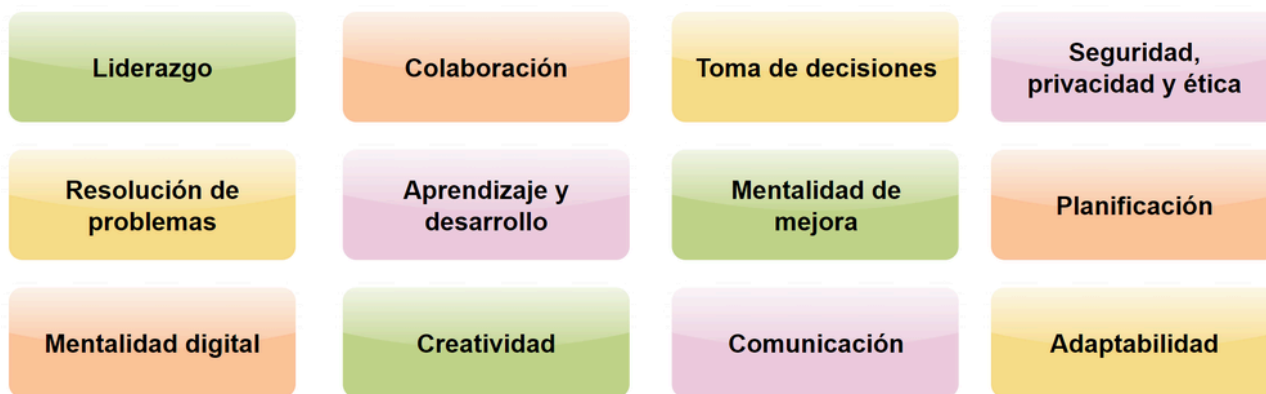 Liderazgo
Colaboración
Toma de decisiones
Seguridad,
privacidad y ética
Resolución de
problemas
Aprendizaje y
desarrollo
Mentalidad de
mejora
Planificación
Mentalidad digital
Creatividad
Comunicación
Adaptabilidad